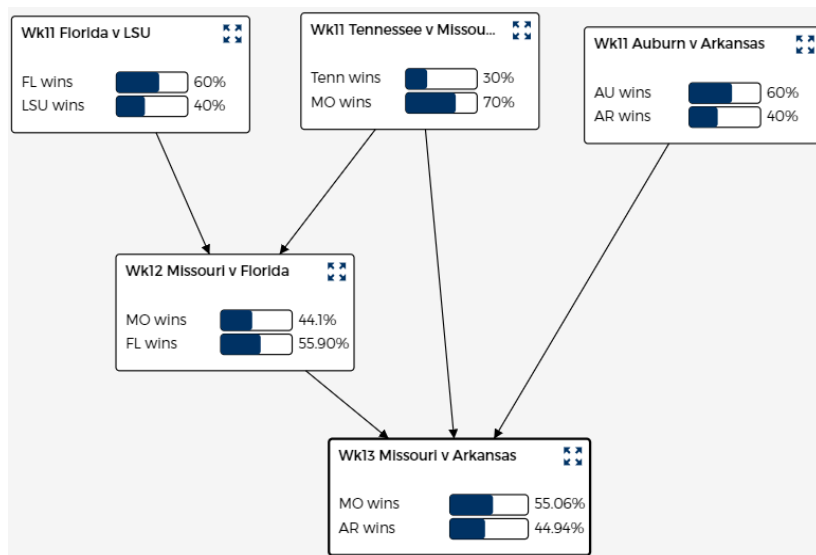 Wk11 Florida v LSU
FL wins 60%
LSU wins 40%
Wk11 Tennessee v Missou...
Tenn wins 30%
MO wins 70%
Wk11 Auburn v Arkansas
AU wins 60%
AR wins 40%
Wk12 Missouri v Florida
MO wins 44.1%
FL wins 55.90%
Wk13 Missouri v Arkansas
MO wins 55.06%
AR wins 44.94%